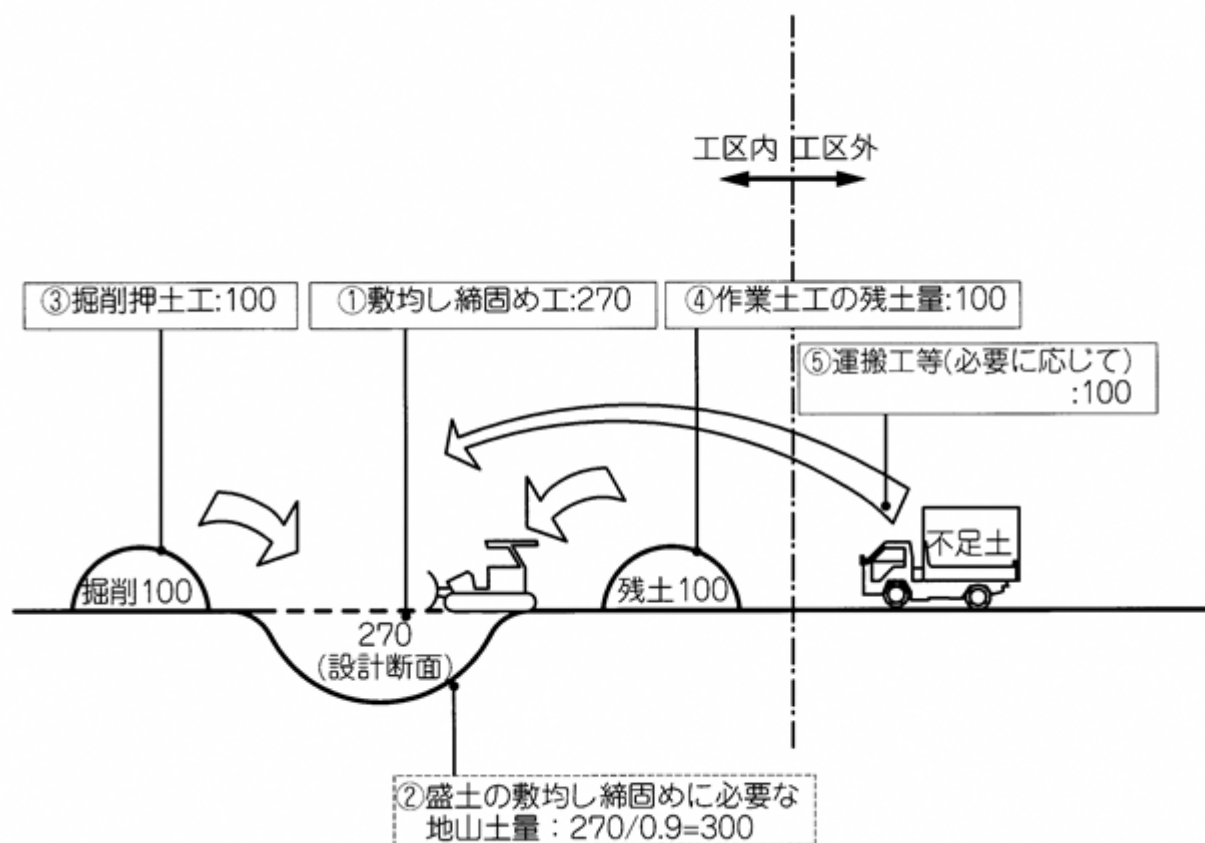 工区内 工区外
③掘削押土工:100
①敷均し締固め工:270
④作業土工の残土量:100
⑤運搬工等(必要に応じて)
:100
掘削100
残土100
不足土
270
(設計断面)
②盛土の敷均し締固めに必要な
地山土量：270/0.9=300